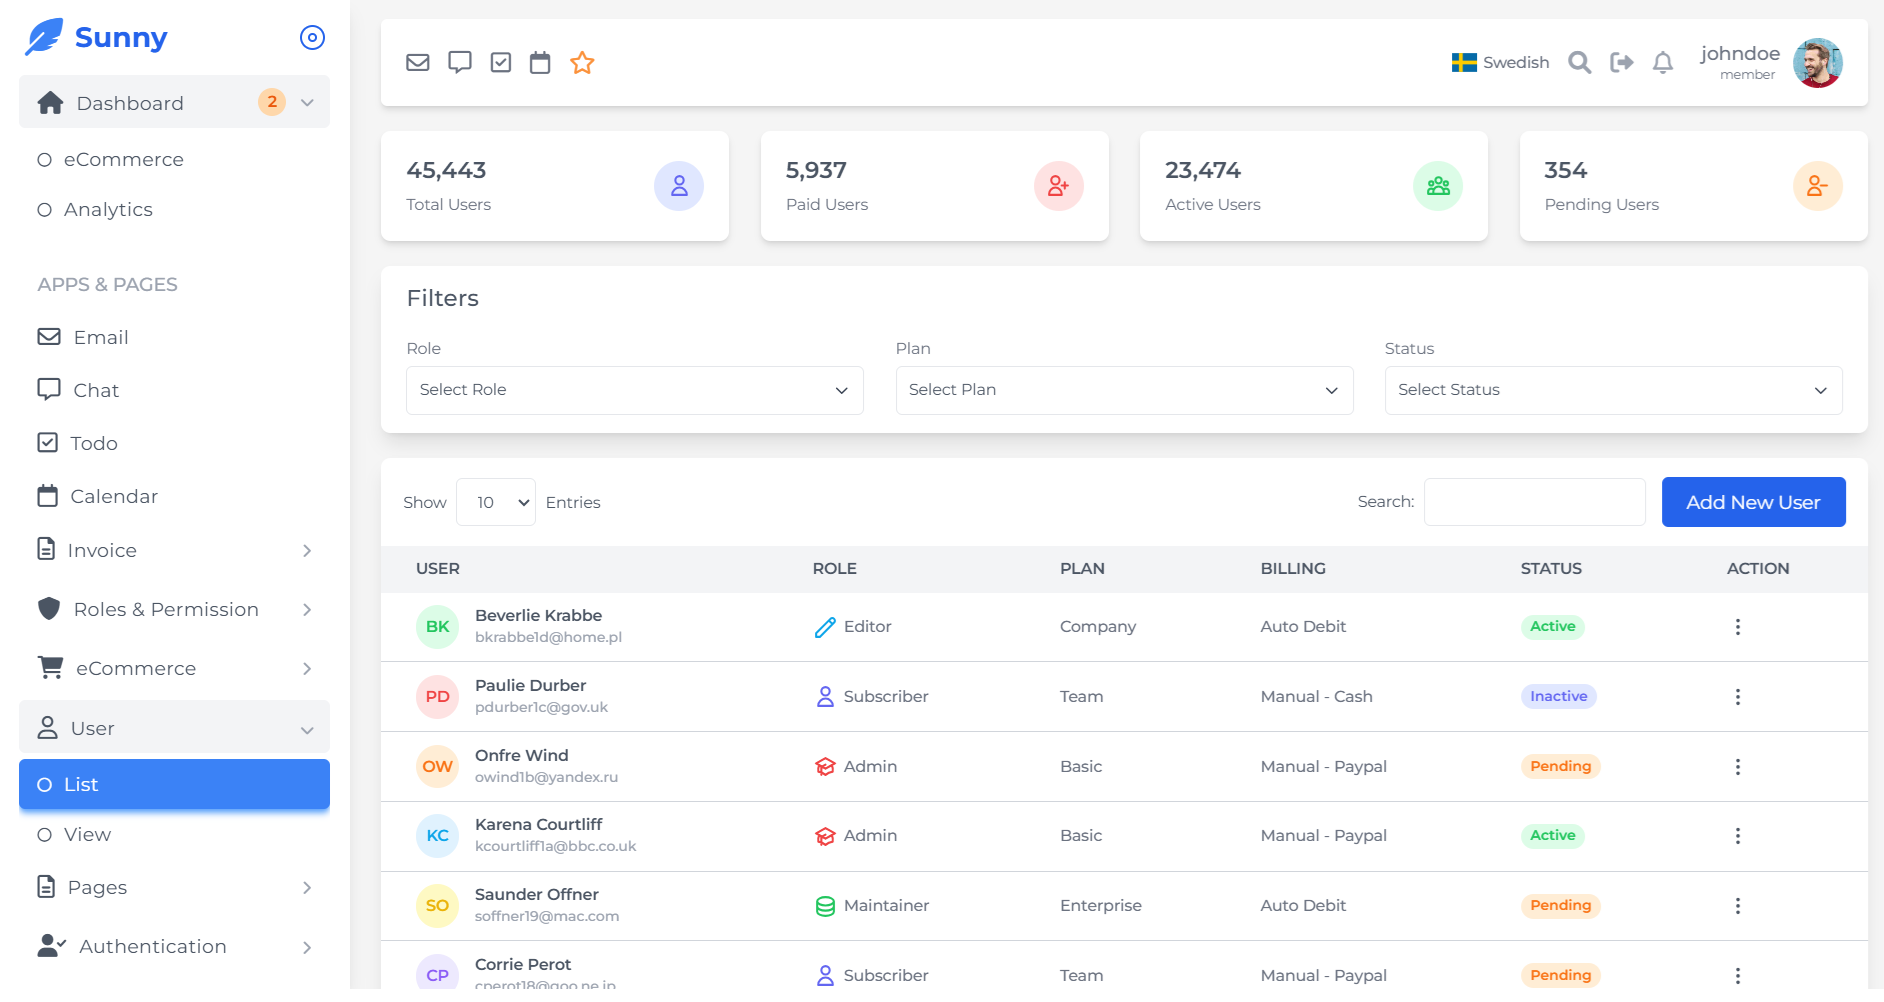 Sunny
Dashboard 2
eCommerce
Analytics
APPS & PAGES
Email
Chat
Todo
Calendar
Invoice
Roles & Permission
eCommerce
User
List
View
Pages
Authentication
Swedish
johndoe
member
45,443
Total Users
5,937
Paid Users
23,474
Active Users
354
Pending Users
Filters
Role
Select Role
Plan
Select Plan
Status
Select Status
Show 10 Entries
Search:
Add New User
USER ROLE PLAN BILLING STATUS ACTION
BK Beverlie Krabbe
bkrabbe1d@home.pl
Editor Company Auto Debit Active
PD Paulie Durber
pdurber1c@gov.uk
Subscriber Team Manual - Cash Inactive
OW Onfre Wind
owind1b@yandex.ru
Admin Basic Manual - Paypal Pending
KC Karena Courtliff
kcourtliff1a@bbc.co.uk
Admin Basic Manual - Paypal Active
SO Saunder Offner
soffner19@mac.com
Maintainer Enterprise Auto Debit Pending
CP Corrie Perot
cperot18@goo.ne.jp
Subscriber Team Manual - Paypal Pending